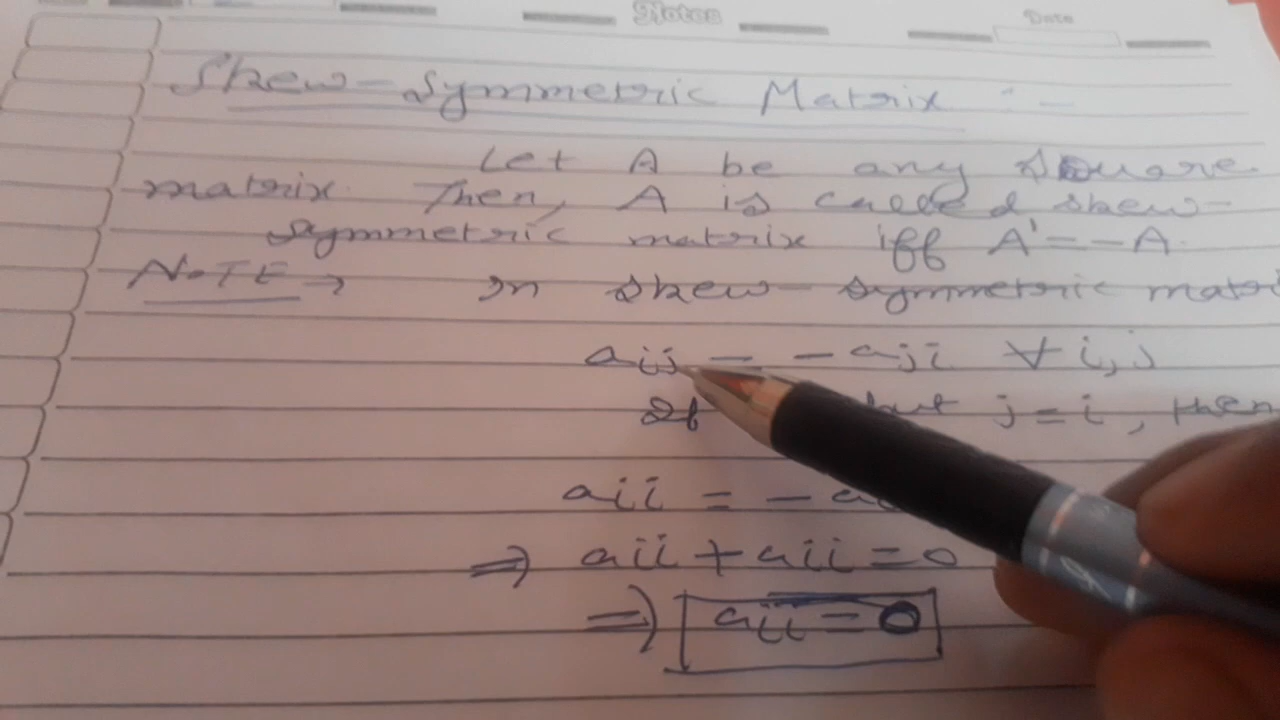 Notes
Date
Skew-Symmetric Matrix :-
Let A be any Square
matrix. Then, A is called skew-
symmetric matrix iff A' = -A.
NOTE → In skew-symmetric matri
aij = -aji ∀ i,j
put j = i, then
aii = -a
⇒ aii + aii = 0
⇒ aii = 0